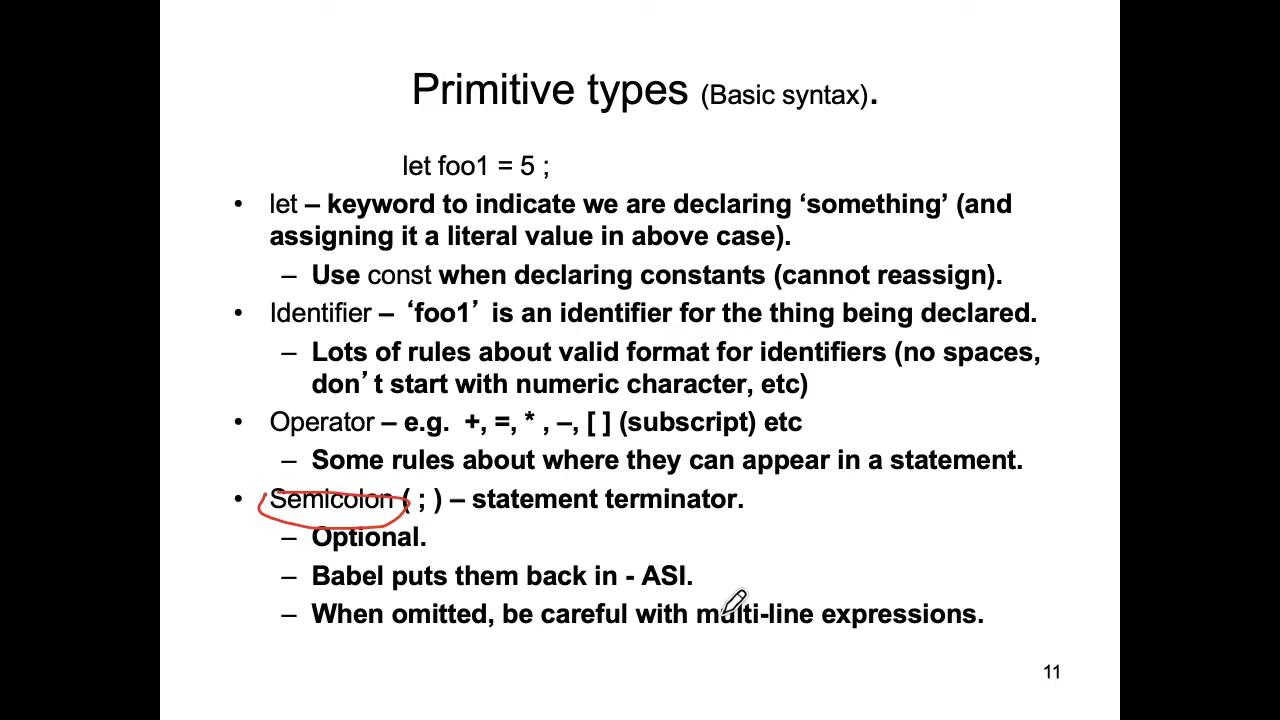 Primitive types (Basic syntax).
let foo1 = 5 ;
• let – keyword to indicate we are declaring ‘something’ (and
assigning it a literal value in above case).
– Use const when declaring constants (cannot reassign).
• Identifier – ‘foo1’ is an identifier for the thing being declared.
– Lots of rules about valid format for identifiers (no spaces,
don’t start with numeric character, etc)
• Operator – e.g. +, =, * , –, [ ] (subscript) etc
– Some rules about where they can appear in a statement.
• Semicolon ( ; ) – statement terminator.
– Optional.
– Babel puts them back in - ASI.
– When omitted, be careful with multi-line expressions.
11